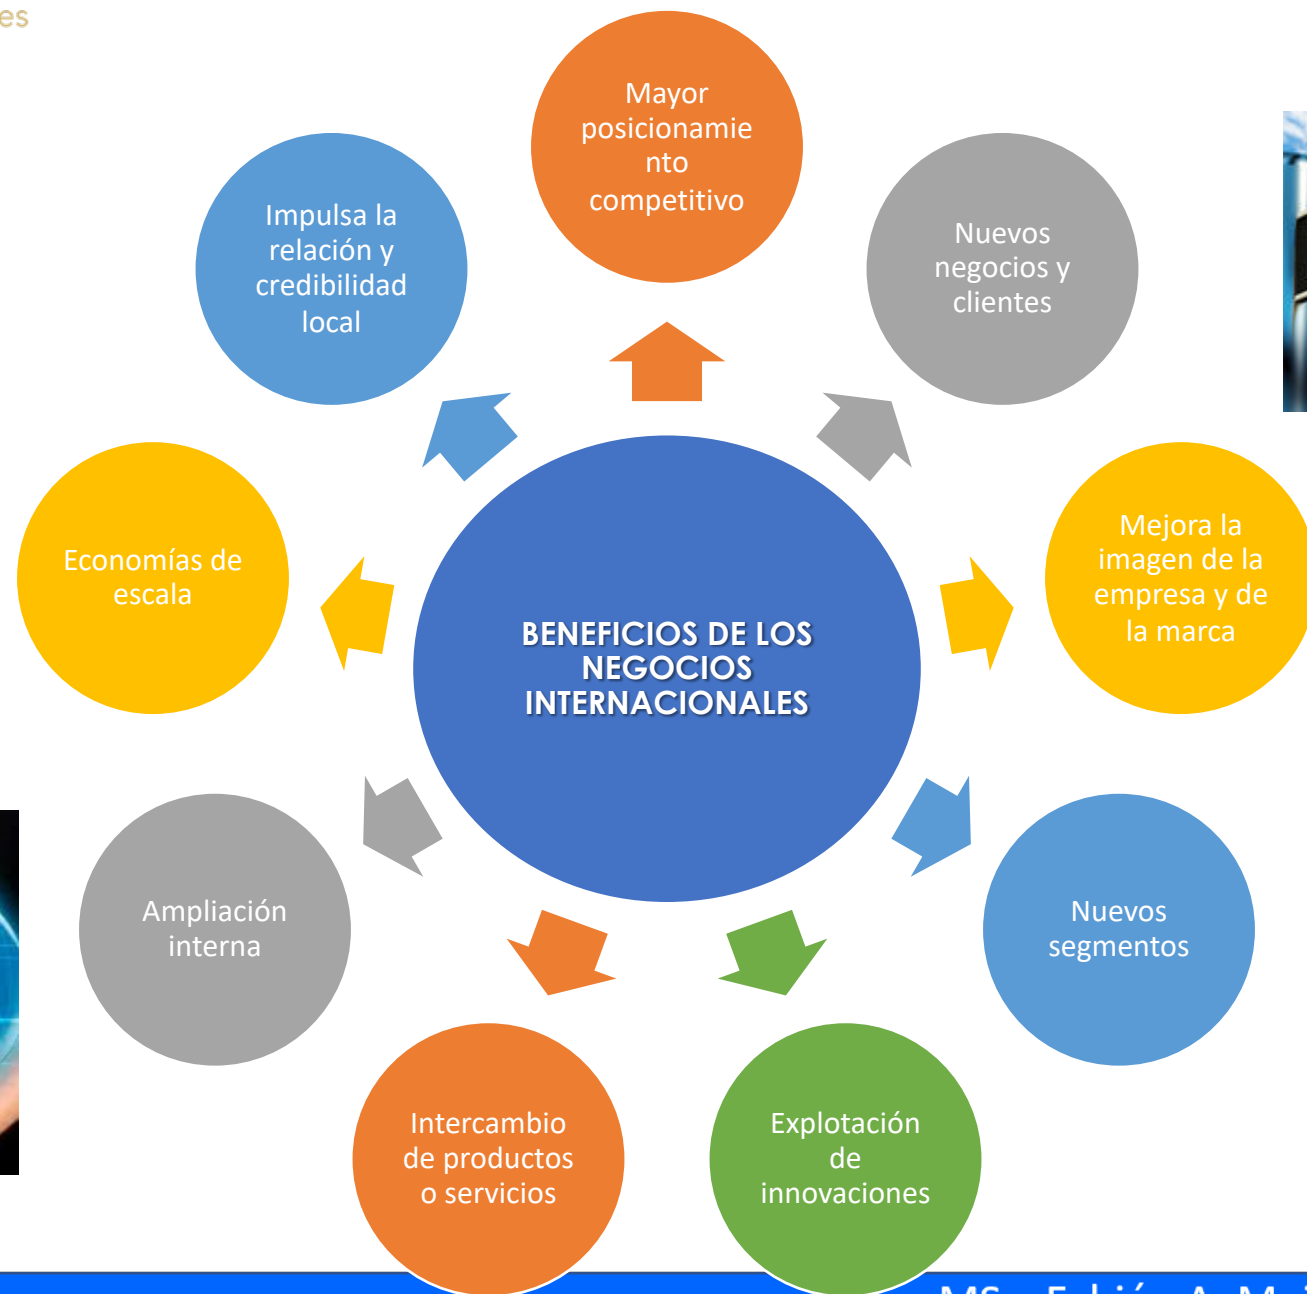 es
Mayor
posicionamie
nto
competitivo
Nuevos
negocios y
clientes
Mejora la
imagen de la
empresa y de
la marca
Nuevos
segmentos
Explotación
de
innovaciones
Intercambio
de productos
o servicios
Ampliación
interna
Economías de
escala
Impulsa la
relación y
credibilidad
local
BENEFICIOS DE LOS
NEGOCIOS
INTERNACIONALES